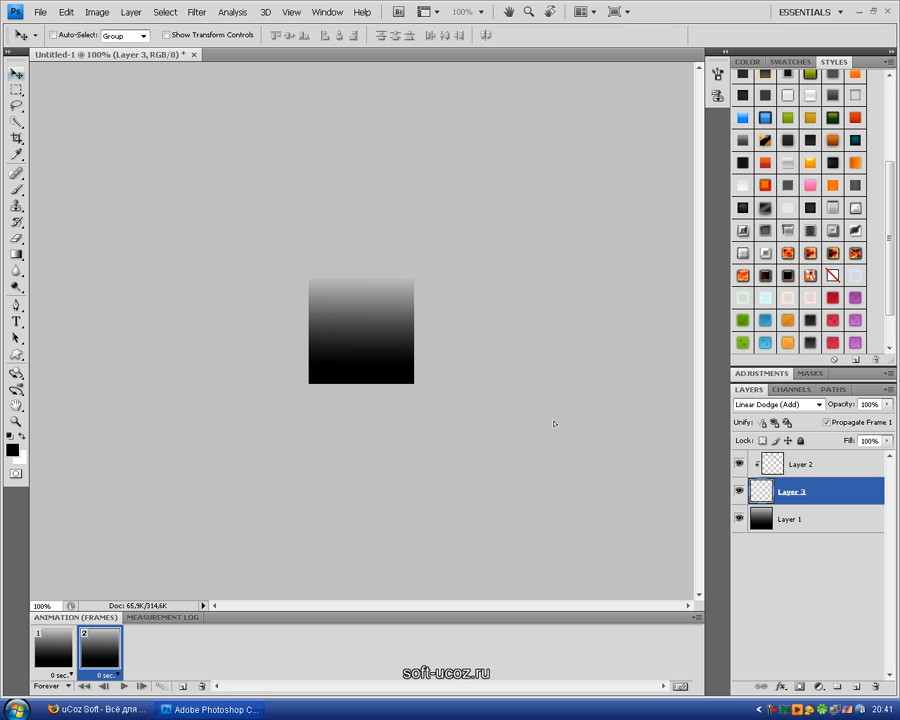 Ps File Edit Image Layer Select Filter Analysis 3D View Window Help Br 100% ESSENTIALS
Auto-Select: Group Show Transform Controls
Untitled-1 @ 100% (Layer 3, RGB/8) *
COLOR SWATCHES STYLES
ADJUSTMENTS MASKS
LAYERS CHANNELS PATHS
Linear Dodge (Add) Opacity: 100%
Unify: Propagate Frame 1
Lock: Fill: 100%
Layer 2
Layer 3
Layer 1
100% Doc: 65,9K/314,6K
ANIMATION (FRAMES) MEASUREMENT LOG
1 2
0 sec. 0 sec.
Forever
soft-ucoz.ru
uCoz Soft - Всё для ... Adobe Photoshop C... 20:41